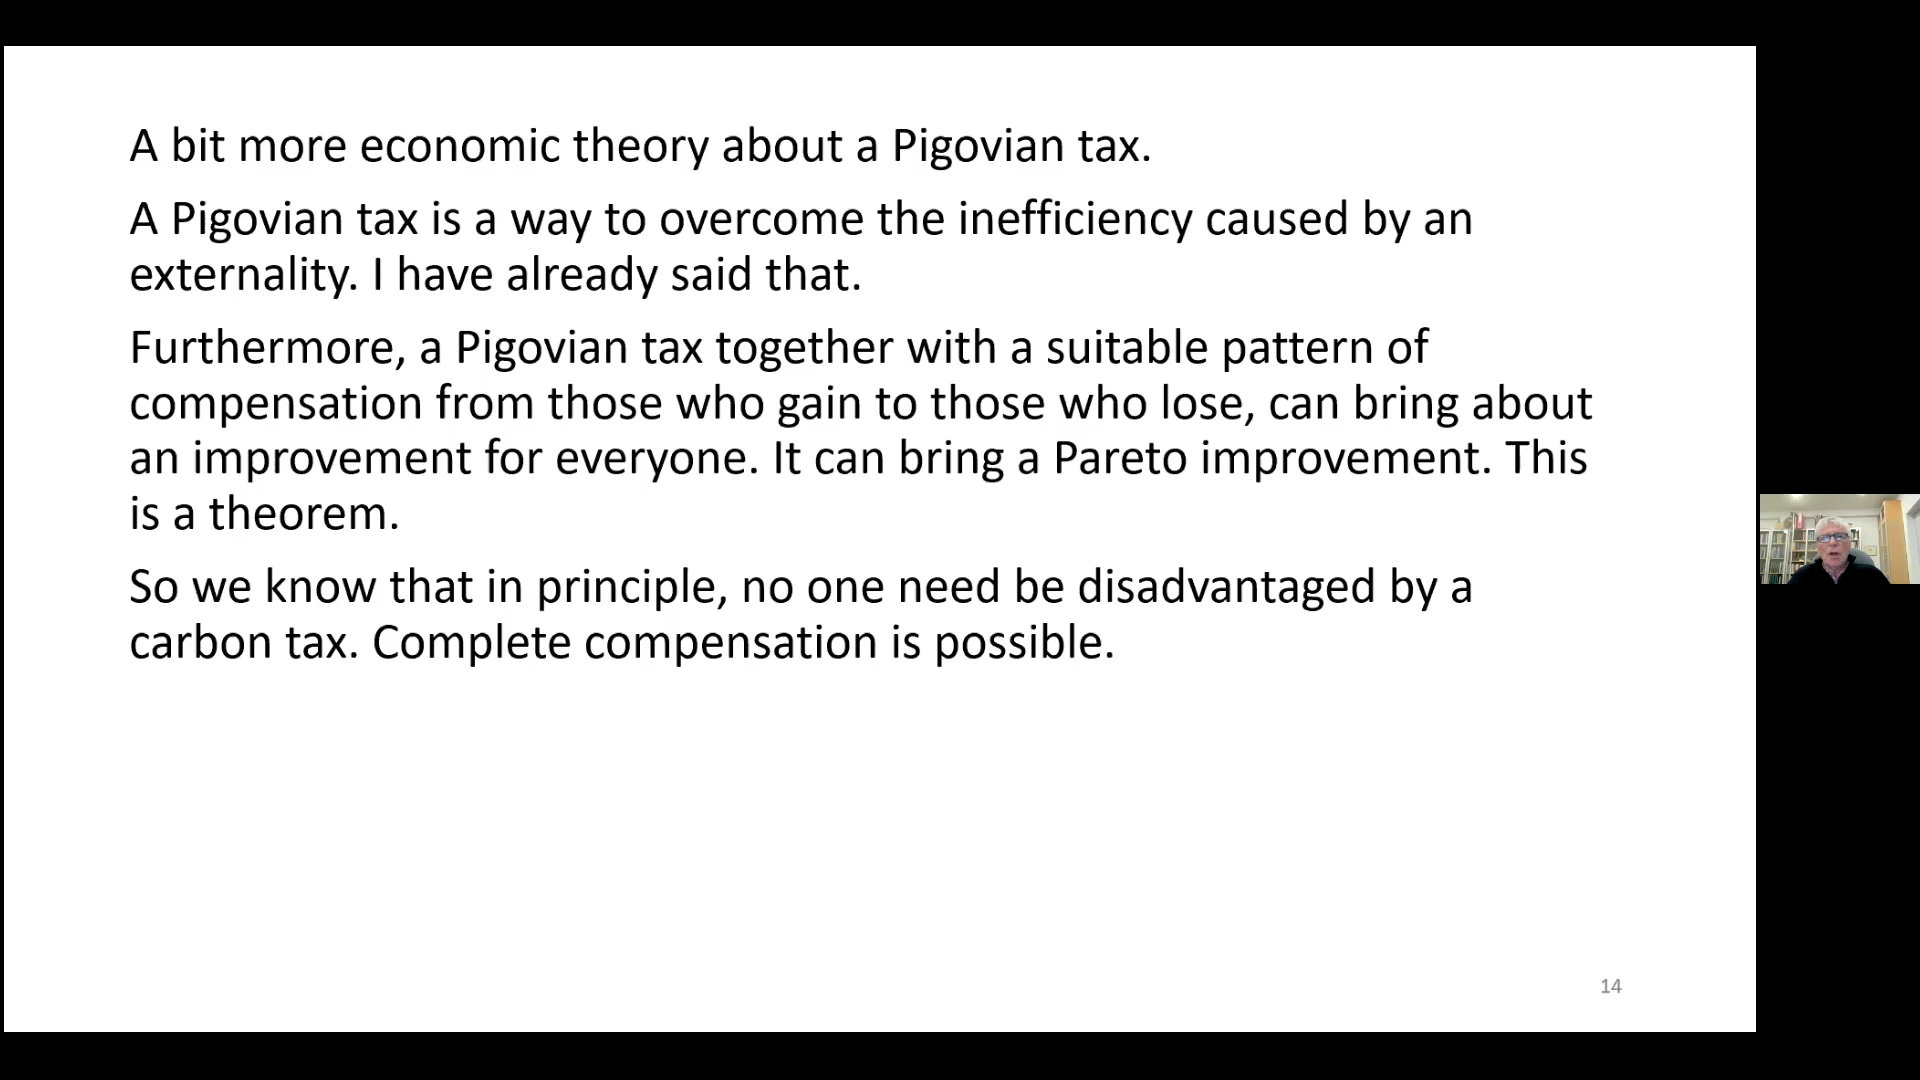 A bit more economic theory about a Pigovian tax.
A Pigovian tax is a way to overcome the inefficiency caused by an
externality. I have already said that.
Furthermore, a Pigovian tax together with a suitable pattern of
compensation from those who gain to those who lose, can bring about
an improvement for everyone. It can bring a Pareto improvement. This
is a theorem.
So we know that in principle, no one need be disadvantaged by a
carbon tax. Complete compensation is possible.
14